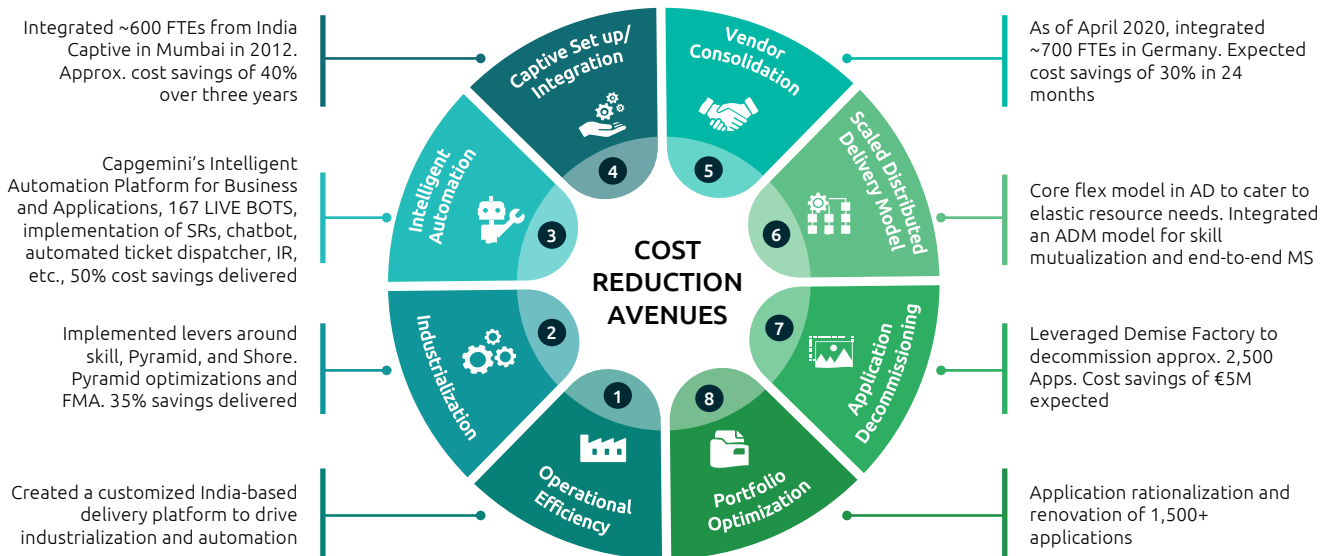 Integrated ~600 FTEs from India
Captive in Mumbai in 2012.
Approx. cost savings of 40%
over three years
Capgemini's Intelligent
Automation Platform for Business
and Applications, 167 LIVE BOTS,
implementation of SRs, chatbot,
automated ticket dispatcher, IR,
etc., 50% cost savings delivered
Implemented levers around
skill, Pyramid, and Shore.
Pyramid optimizations and
FMA. 35% savings delivered
Created a customized India-based
delivery platform to drive
industrialization and automation
Captive Set up/
Integration
4
Intelligent
Automation
3
Industrialization
2
Operational
Efficiency
1
COST
REDUCTION
AVENUES
Vendor
Consolidation
5
Scaled Distributed
Delivery Model
6
Application
Decommissioning
7
Portfolio
Optimization
8
As of April 2020, integrated
~700 FTEs in Germany. Expected
cost savings of 30% in 24
months
Core flex model in AD to cater to
elastic resource needs. Integrated
an ADM model for skill
mutualization and end-to-end MS
Leveraged Demise Factory to
decommission approx. 2,500
Apps. Cost savings of €5M
expected
Application rationalization and
renovation of 1,500+
applications